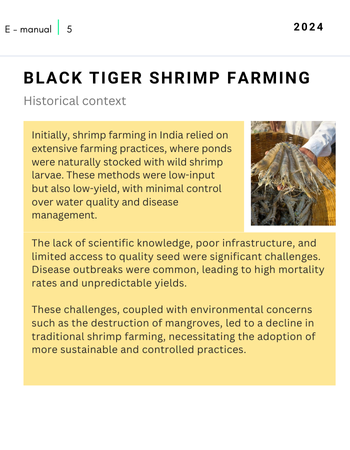 E - manual 5
2024
BLACK TIGER SHRIMP FARMING
Historical context
Initially, shrimp farming in India relied on
extensive farming practices, where ponds
were naturally stocked with wild shrimp
larvae. These methods were low-input
but also low-yield, with minimal control
over water quality and disease
management.
The lack of scientific knowledge, poor infrastructure, and
limited access to quality seed were significant challenges.
Disease outbreaks were common, leading to high mortality
rates and unpredictable yields.
These challenges, coupled with environmental concerns
such as the destruction of mangroves, led to a decline in
traditional shrimp farming, necessitating the adoption of
more sustainable and controlled practices.